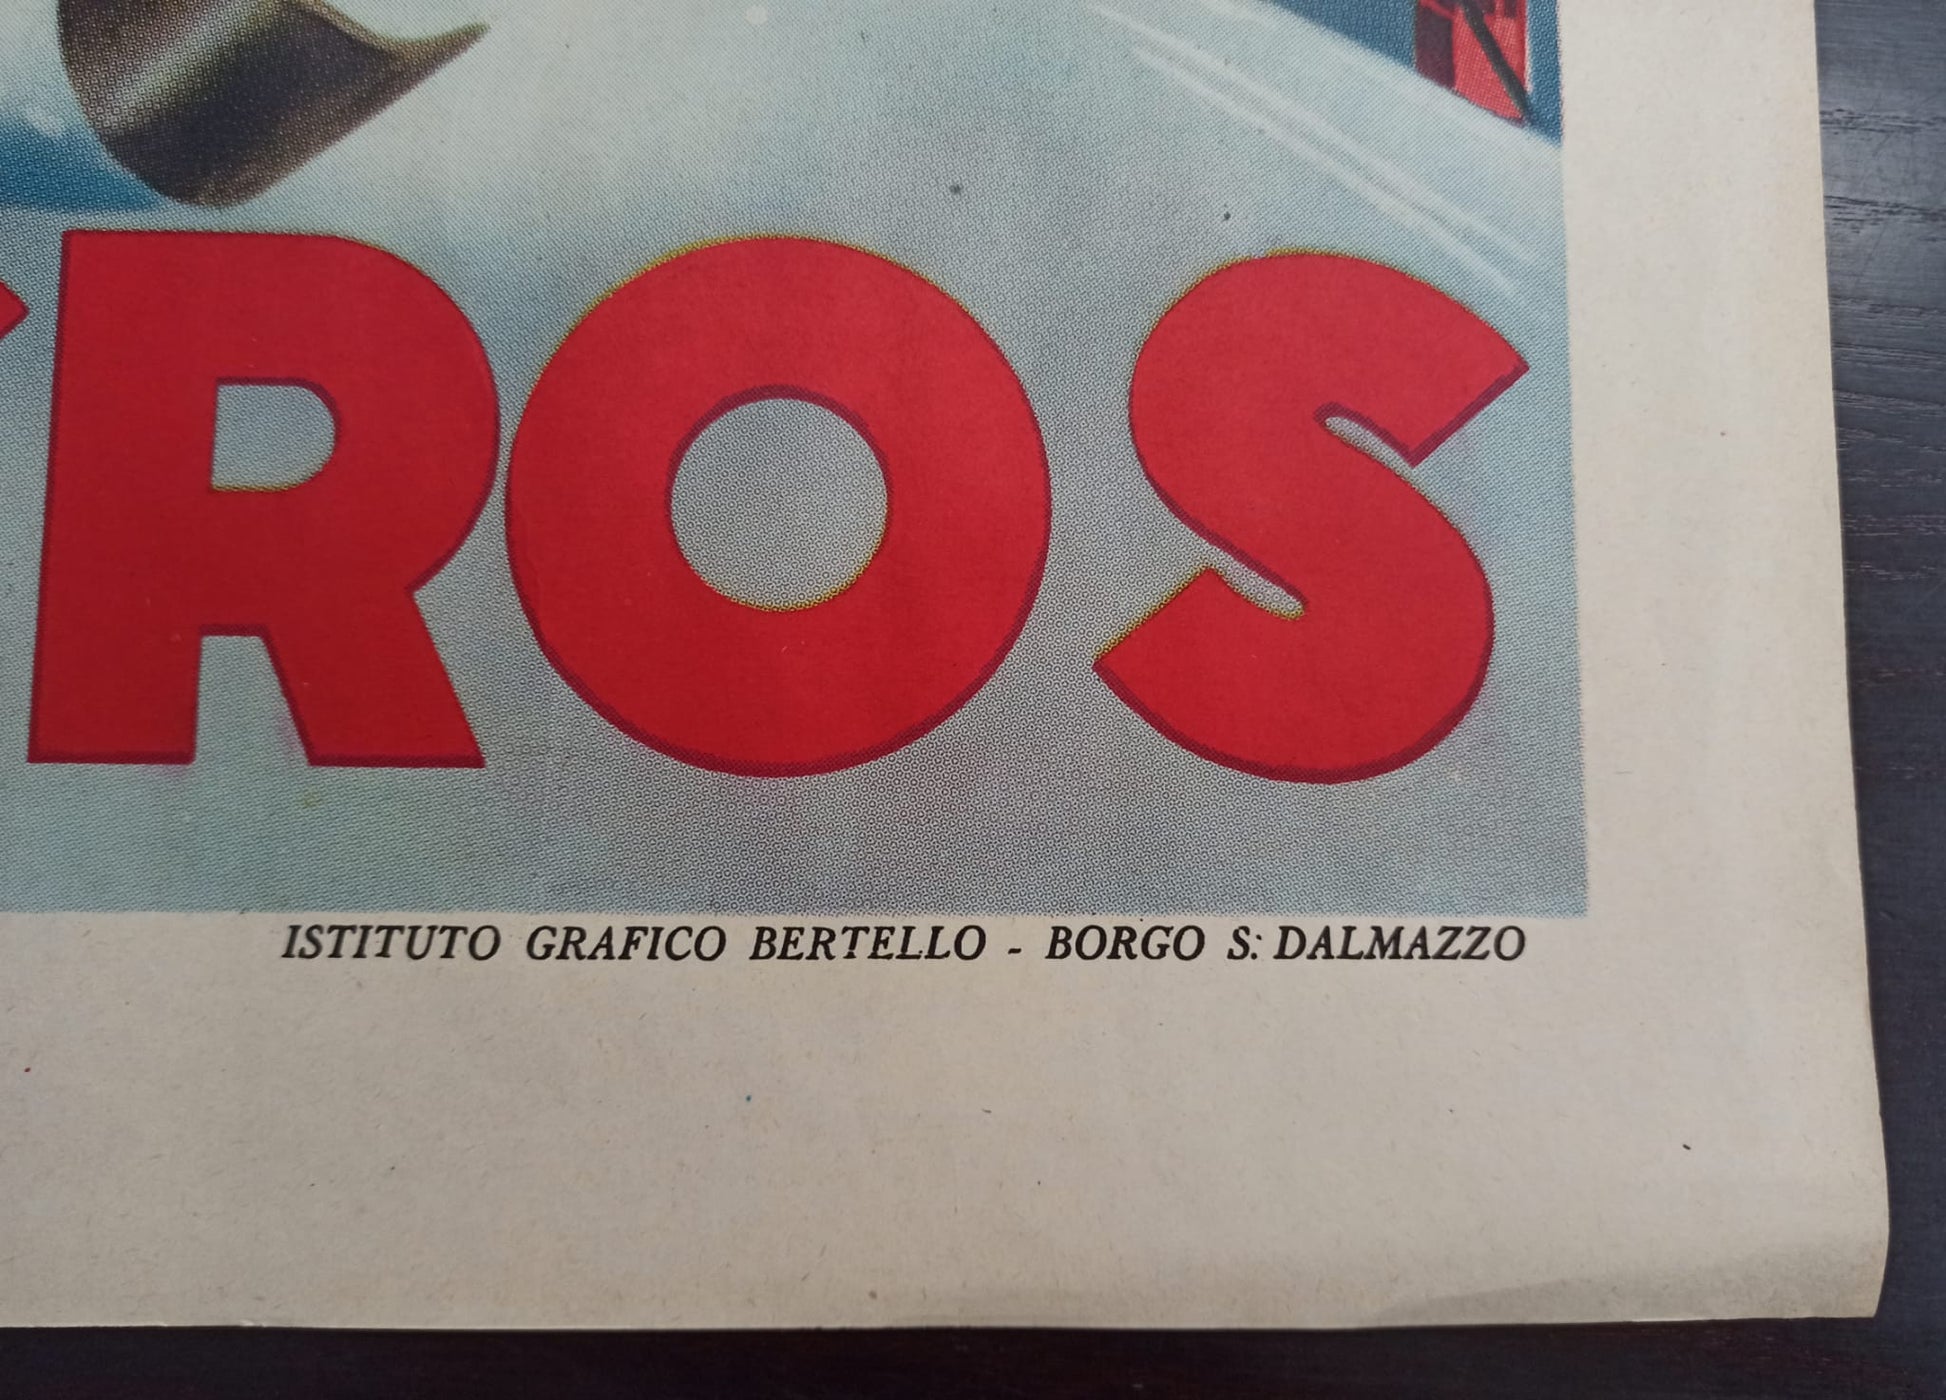 ROS
ISTITUTO GRAFICO BERTELLO - BORGO S: DALMAZZO